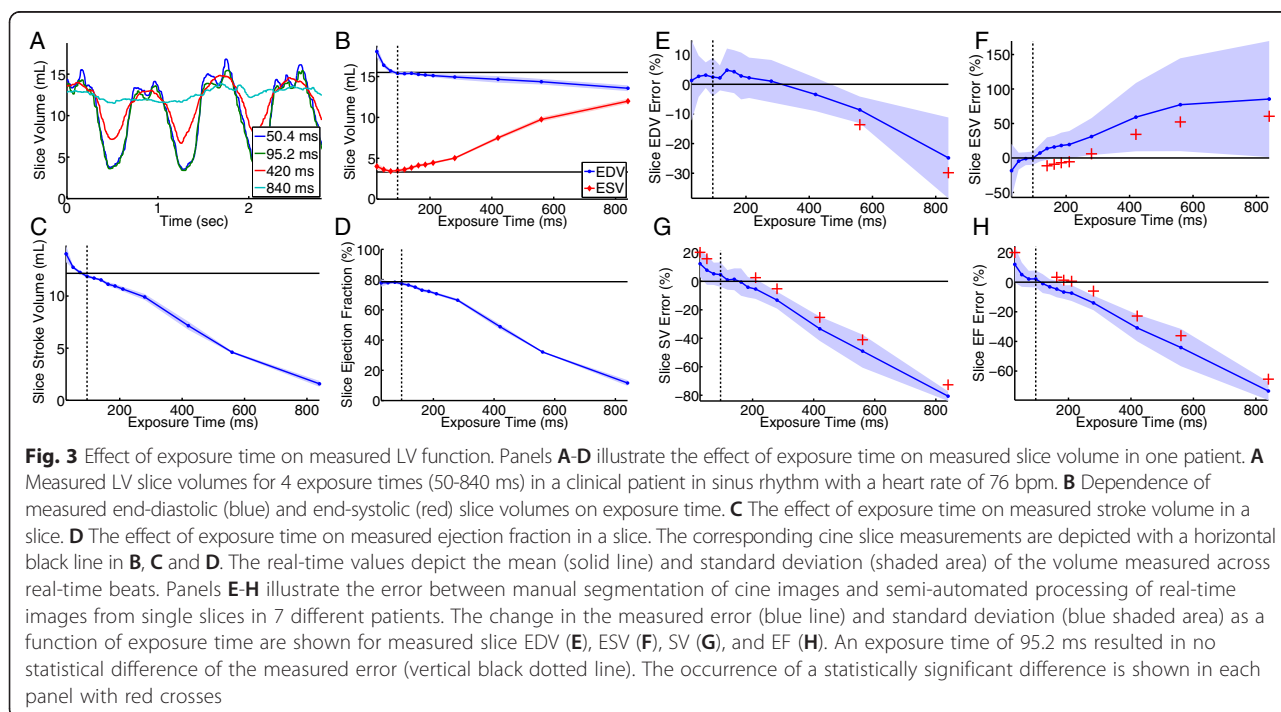 A
Slice Volume (mL)
15
10
5
0
0
1
2
Time (sec)
50.4 ms
95.2 ms
420 ms
840 ms
B
Slice Volume (mL)
15
10
5
0
200
400
600
800
Exposure Time (ms)
EDV
ESV
E
Slice EDV Error (%)
10
0
-10
-20
-30
200
400
600
800
Exposure Time (ms)
F
Slice ESV Error (%)
150
100
50
0
-50
200
400
600
800
Exposure Time (ms)
C
Slice Stroke Volume (mL)
10
5
0
200
400
600
800
Exposure Time (ms)
D
Slice Ejection Fraction (%)
100
80
60
40
20
0
200
400
600
800
Exposure Time (ms)
G
Slice SV Error (%)
20
0
-20
-40
-60
-80
200
400
600
800
Exposure Time (ms)
H
Slice EF Error (%)
20
0
-20
-40
-60
200
400
600
800
Exposure Time (ms)
Fig. 3 Effect of exposure time on measured LV function. Panels A-D illustrate the effect of exposure time on measured slice volume in one patient. A
Measured LV slice volumes for 4 exposure times (50-840 ms) in a clinical patient in sinus rhythm with a heart rate of 76 bpm. B Dependence of
measured end-diastolic (blue) and end-systolic (red) slice volumes on exposure time. C The effect of exposure time on measured stroke volume in a
slice. D The effect of exposure time on measured ejection fraction in a slice. The corresponding cine slice measurements are depicted with a horizontal
black line in B, C and D. The real-time values depict the mean (solid line) and standard deviation (shaded area) of the volume measured across
real-time beats. Panels E-H illustrate the error between manual segmentation of cine images and semi-automated processing of real-time
images from single slices in 7 different patients. The change in the measured error (blue line) and standard deviation (blue shaded area) as a
function of exposure time are shown for measured slice EDV (E), ESV (F), SV (G), and EF (H). An exposure time of 95.2 ms resulted in no
statistical difference of the measured error (vertical black dotted line). The occurrence of a statistically significant difference is shown in each
panel with red crosses